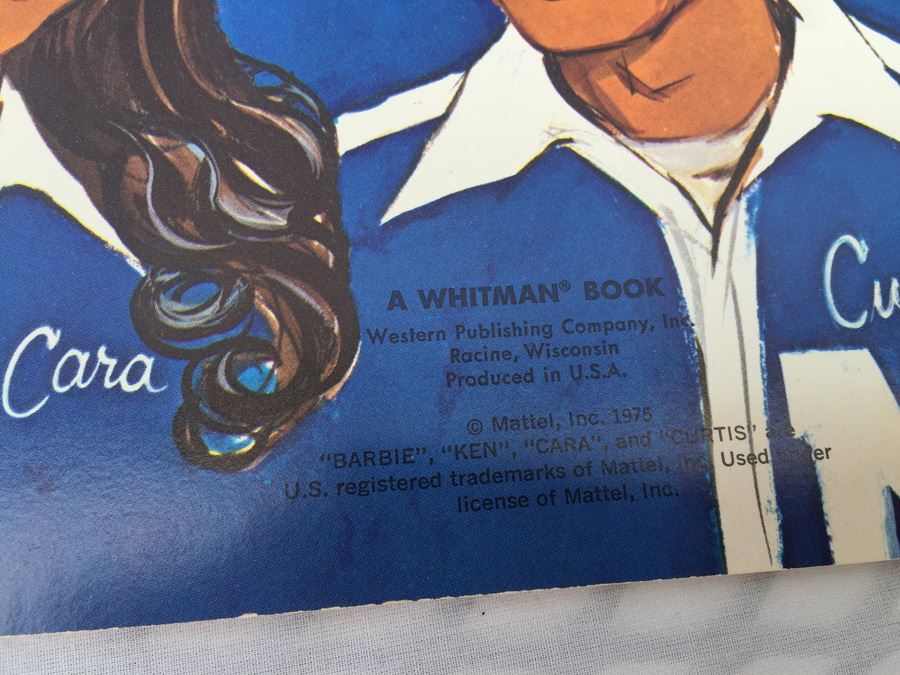 A WHITMAN® BOOK
Western Publishing Company, Inc.
Racine, Wisconsin
Produced in U.S.A.
Cara
© Mattel, Inc. 1975
"BARBIE", "KEN", "CARA", and "CURTIS" are
U.S. registered trademarks of Mattel, Inc. Used under
license of Mattel, Inc.
Cu